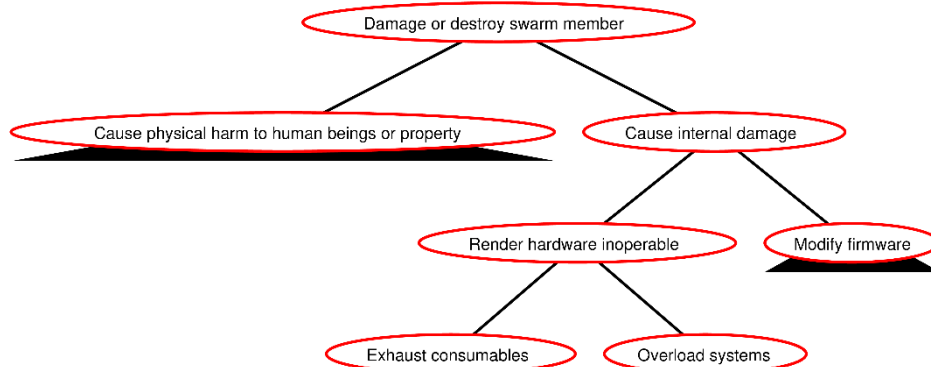 Damage or destroy swarm member
Cause physical harm to human beings or property
Cause internal damage
Render hardware inoperable
Modify firmware
Exhaust consumables
Overload systems